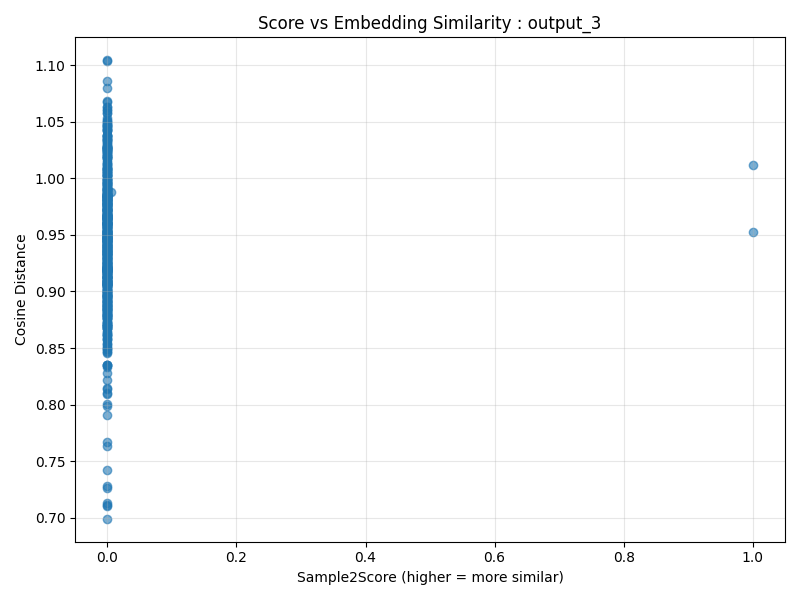 Score vs Embedding Similarity : output_3
Cosine Distance
1.10
1.05
1.00
0.95
0.90
0.85
0.80
0.75
0.70
0.0 0.2 0.4 0.6 0.8 1.0
Sample2Score (higher = more similar)